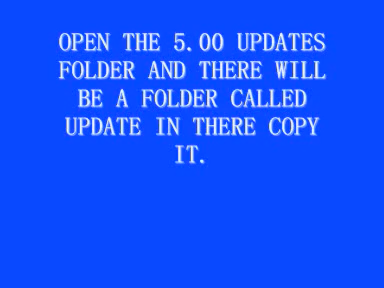 OPEN THE 5.00 UPDATES
FOLDER AND THERE WILL
BE A FOLDER CALLED
UPDATE IN THERE COPY
IT.